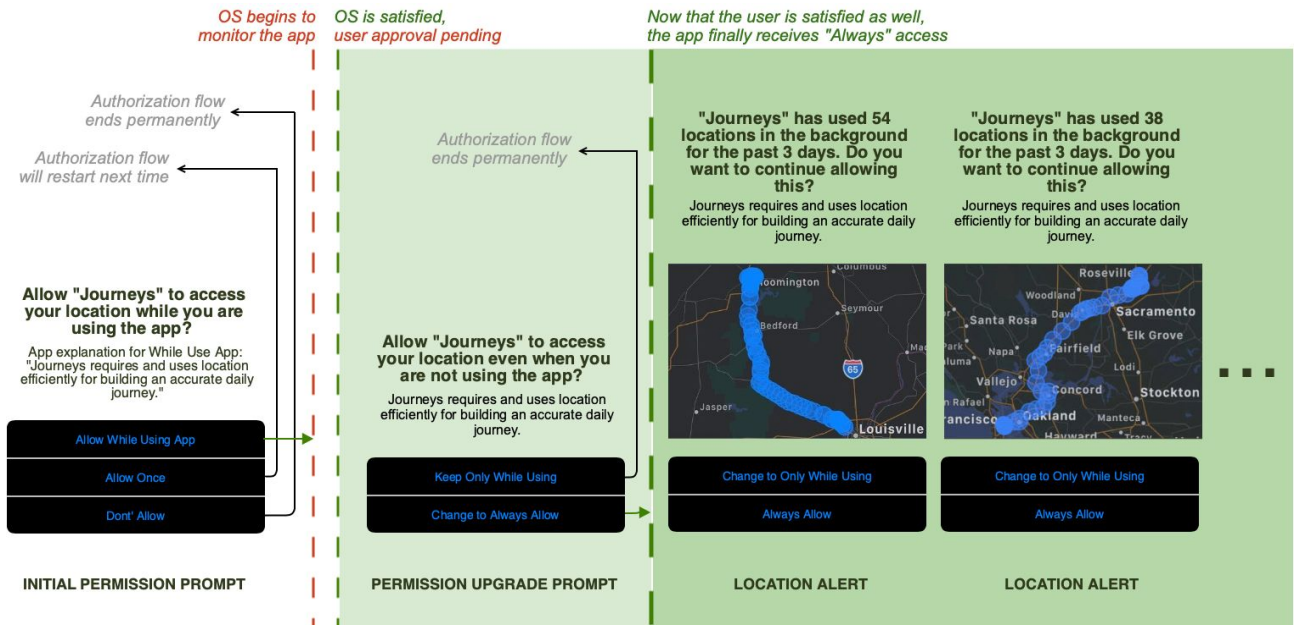 OS begins to
monitor the app
OS is satisfied,
user approval pending
Now that the user is satisfied as well,
the app finally receives "Always" access
Authorization flow
ends permanently
Authorization flow
will restart next time
Allow "Journeys" to access
your location while you are
using the app?
App explanation for While Use App:
"Journeys requires and uses location
efficiently for building an accurate daily
journey."
Allow While Using App
Allow Once
Dont' Allow
INITIAL PERMISSION PROMPT
Authorization flow
ends permanently
Allow "Journeys" to access
your location even when you
are not using the app?
Journeys requires and uses location
efficiently for building an accurate daily
journey.
Keep Only While Using
Change to Always Allow
PERMISSION UPGRADE PROMPT
"Journeys" has used 54
locations in the background
for the past 3 days. Do you
want to continue allowing
this?
Journeys requires and uses location
efficiently for building an accurate daily
journey.
Columbus
loomington
Seymour
Bedford
65
Jasper
Louisville
Change to Only While Using
Always Allow
LOCATION ALERT
"Journeys" has used 38
locations in the background
for the past 3 days. Do you
want to continue allowing
this?
Journeys requires and uses location
efficiently for building an accurate daily
journey.
Roseville
Woodland
Sacramento
Davi
Santa Rosa
Elk Grove
Park
Napa
Fairfield
aluma
Lodi
Vallejo
Concord
Stockton
n Rafael
Oakland
Manteca
rancisco
Hayward
Tracy
Change to Only While Using
Always Allow
LOCATION ALERT
...